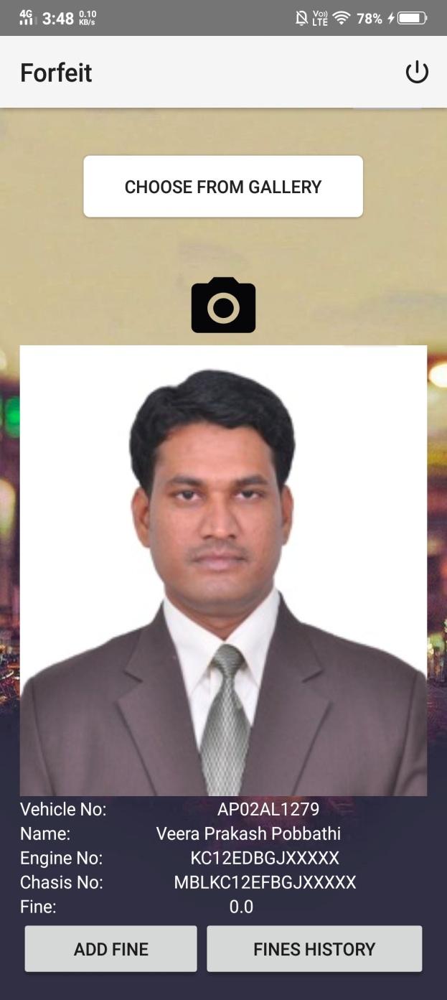 4G 3:48 0.10 KB/s Vo)) LTE 78%
Forfeit
CHOOSE FROM GALLERY
Vehicle No: AP02AL1279
Name: Veera Prakash Pobbathi
Engine No: KC12EDBGJXXXXX
Chasis No: MBLKC12EFBGJXXXXX
Fine: 0.0
ADD FINE FINES HISTORY